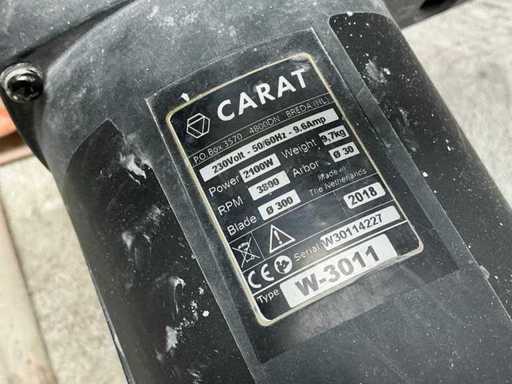 CARAT
P.O. Box 3570 - 4800DN - BREDA (NL)
230Volt - 50/60Hz - 9.6Amp
Power 2100W Weight 9,7kg
RPM 3890 Arbor Ø 30
Blade Ø 300 Made in The Netherlands
2018
Serial W30114227
CE
Type W-3011